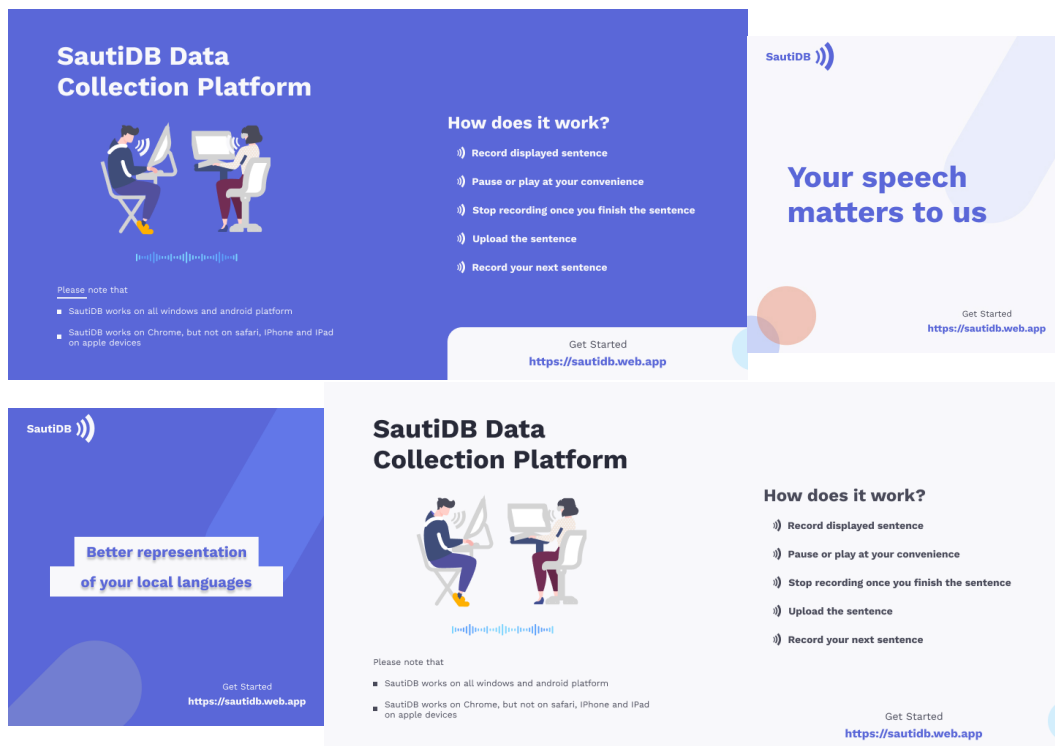 SautiDB Data
Collection Platform
Please note that
SautiDB works on all windows and android platform
SautiDB works on Chrome, but not on safari, IPhone and IPad
on apple devices
How does it work?
Record displayed sentence
Pause or play at your convenience
Stop recording once you finish the sentence
Upload the sentence
Record your next sentence
Get Started
https://sautidb.web.app
SautiDB
Your speech
matters to us
Get Started
https://sautidb.web.app
SautiDB
Better representation
of your local languages
Get Started
https://sautidb.web.app
SautiDB Data
Collection Platform
Please note that
SautiDB works on all windows and android platform
SautiDB works on Chrome, but not on safari, IPhone and IPad
on apple devices
How does it work?
Record displayed sentence
Pause or play at your convenience
Stop recording once you finish the sentence
Upload the sentence
Record your next sentence
Get Started
https://sautidb.web.app